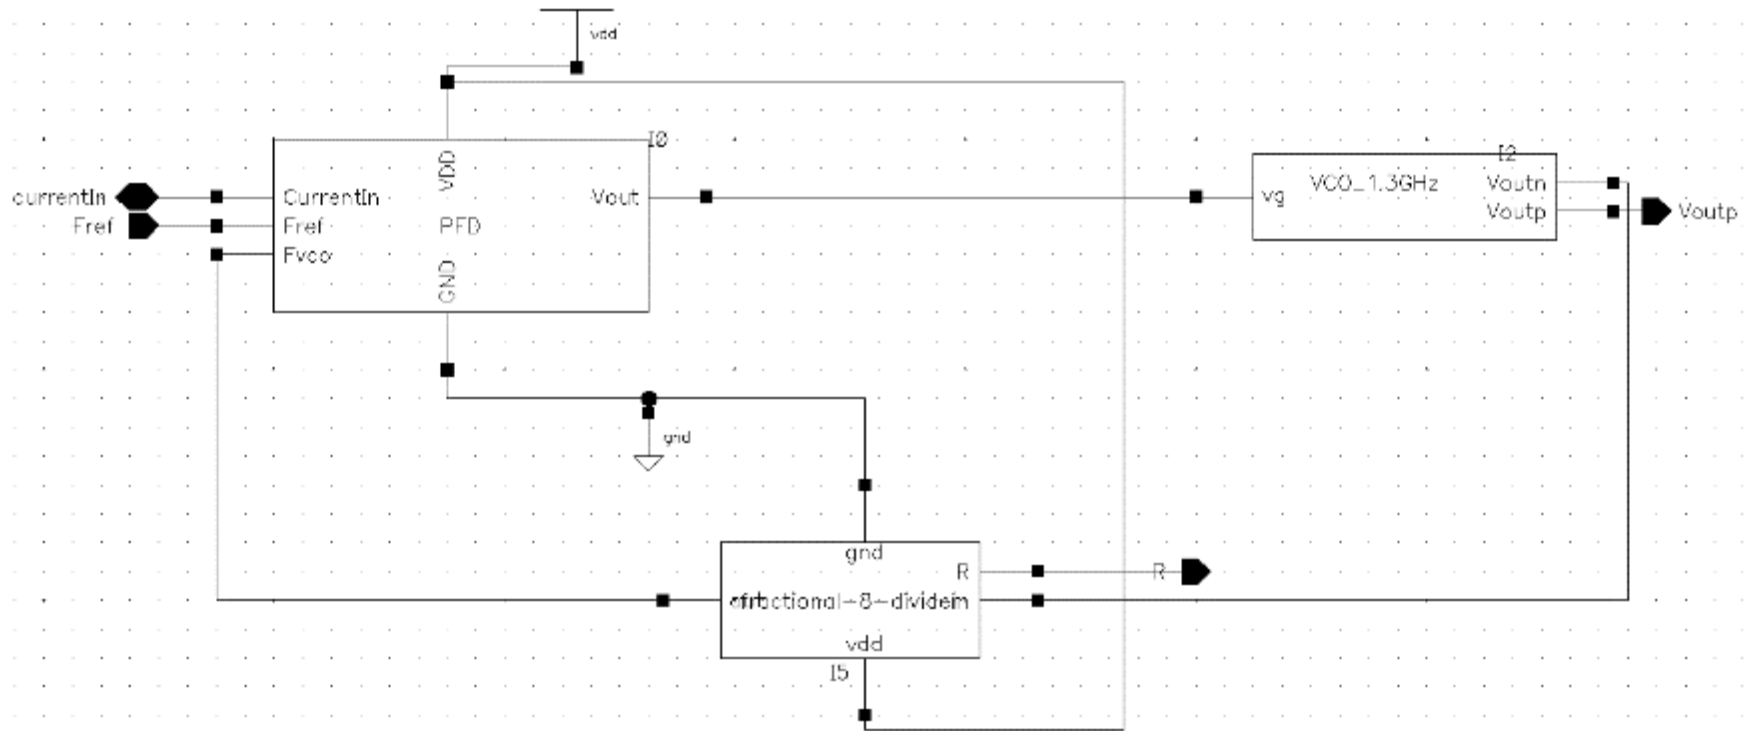 vdd
I0
I2
currentIn
CurrentIn
VDD
Vout
vg
VCO_1.3GHz
Voutn
Voutp
Voutp
Fref
Fref
PFD
Fvco
GND
gnd
gnd
R
R
vdd
I5